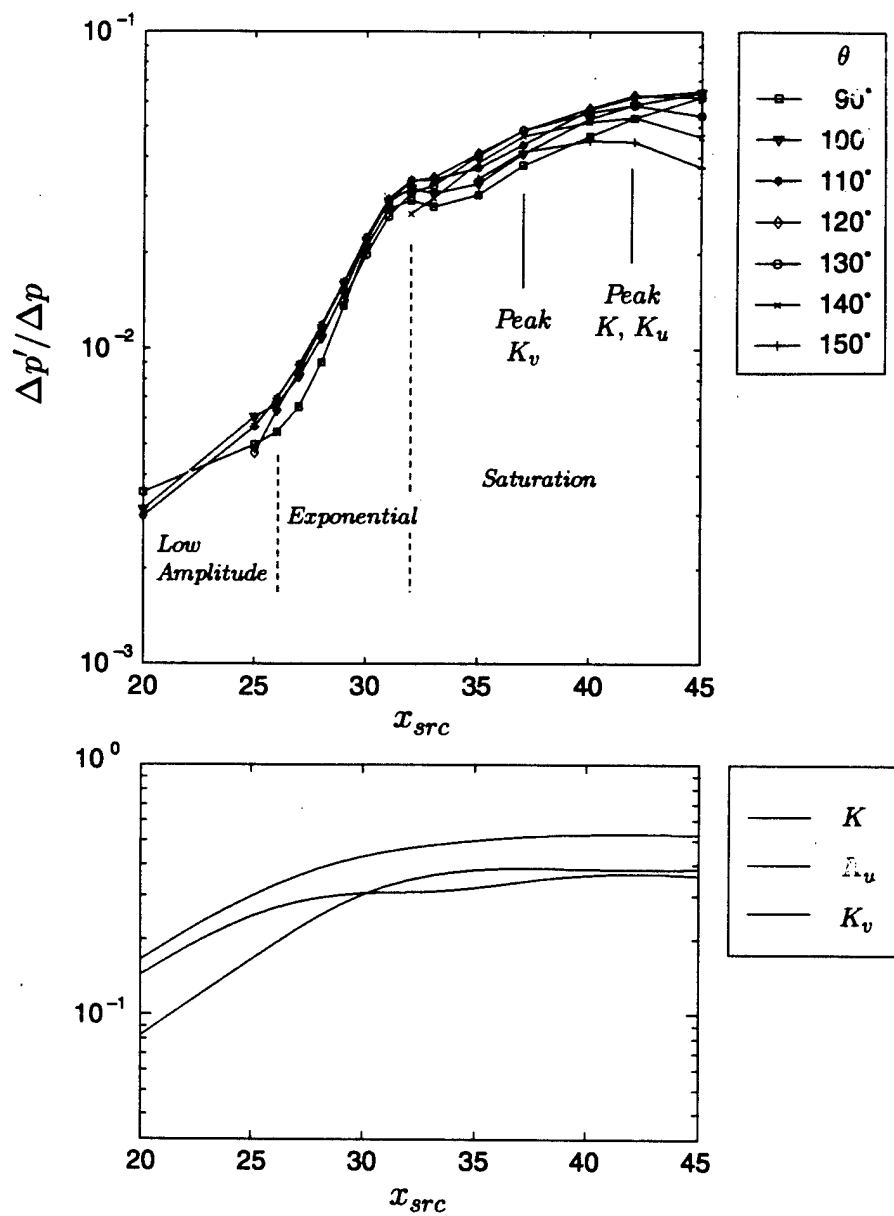 10⁻¹
10⁻²
10⁻³
Δp′/Δp
20 25 30 35 40 45
x_src
Low
Amplitude
Exponential
Saturation
Peak
K_v
Peak
K, K_u
θ
90°
100
110°
120°
130°
140°
150°
10⁰
10⁻¹
20 25 30 35 40 45
x_src
K
K_v